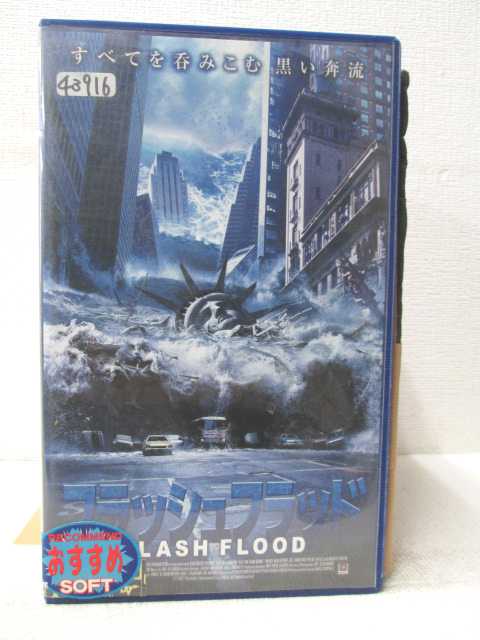 すべてを呑みこむ黒い奔流
43916
フラッシュフラッド
LASH FLOOD
RECOMMEND
おすすめ
SOFT